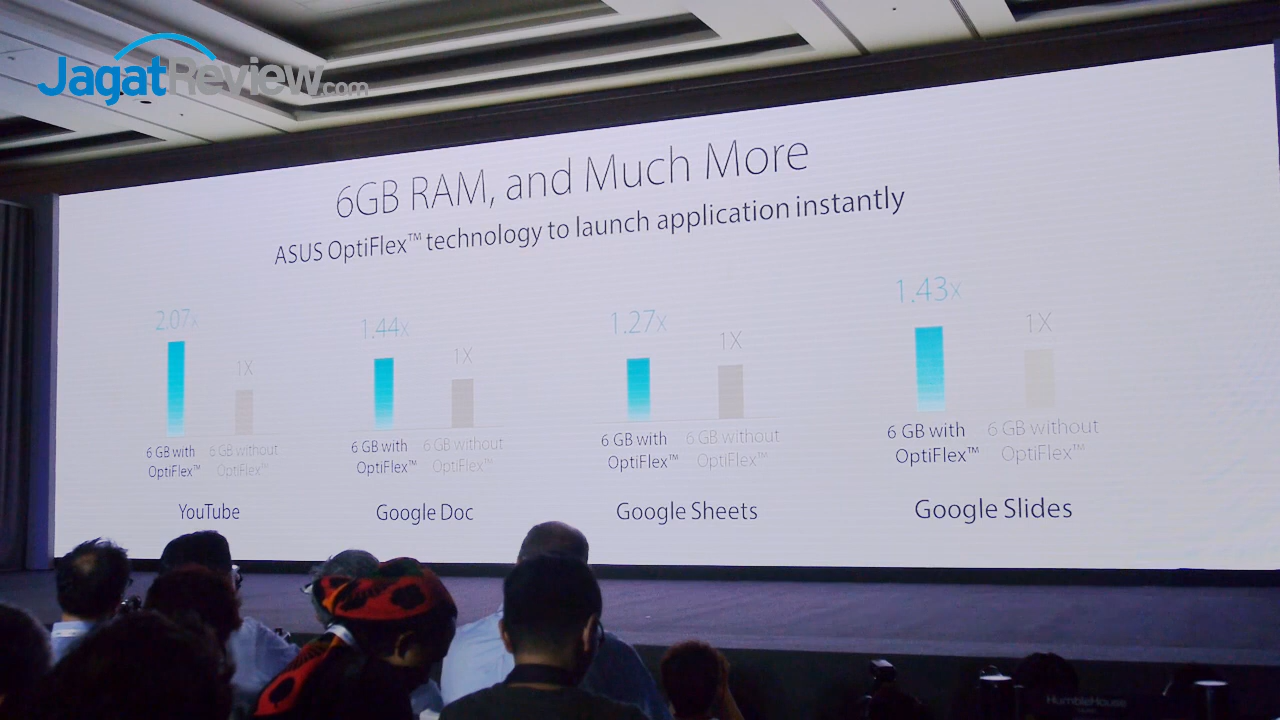 JagatReview.com
6GB RAM, and Much More
ASUS OptiFlex™ technology to launch application instantly
2.07x
1X
6 GB with
OptiFlex™
6 GB without
OptiFlex™
YouTube
1.44x
1X
6 GB with
OptiFlex™
6 GB without
OptiFlex™
Google Doc
1.27x
1X
6 GB with
OptiFlex™
6 GB without
OptiFlex™
Google Sheets
1.43x
1X
6 GB with
OptiFlex™
6 GB without
OptiFlex™
Google Slides
HumbleHouse